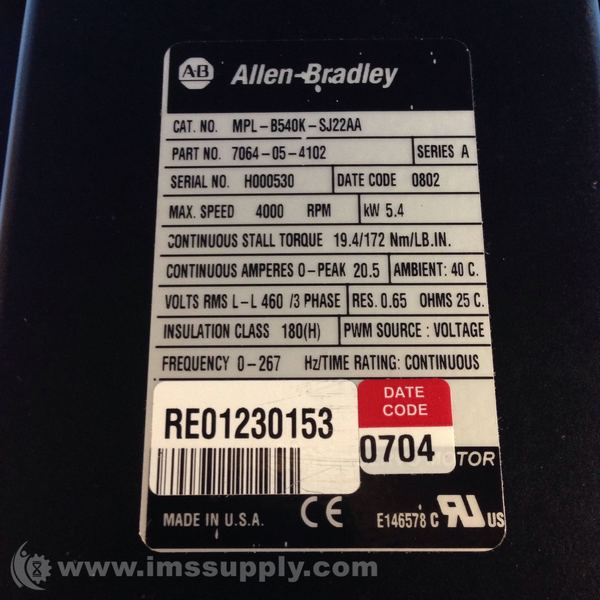 A-B Allen-Bradley
CAT. NO. MPL-B540K-SJ22AA
PART NO. 7064-05-4102 SERIES A
SERIAL NO. H000530 DATE CODE 0802
MAX. SPEED 4000 RPM kW 5.4
CONTINUOUS STALL TORQUE 19.4/172 Nm/LB.IN.
CONTINUOUS AMPERES 0-PEAK 20.5 AMBIENT: 40 C.
VOLTS RMS L-L 460 /3 PHASE RES. 0.65 OHMS 25 C.
INSULATION CLASS 180(H) PWM SOURCE : VOLTAGE
FREQUENCY 0-267 Hz/TIME RATING: CONTINUOUS
DATE
CODE
RE01230153
0704
MOTOR
MADE IN U.S.A. CE E146578 C RU US
www.imssupply.com